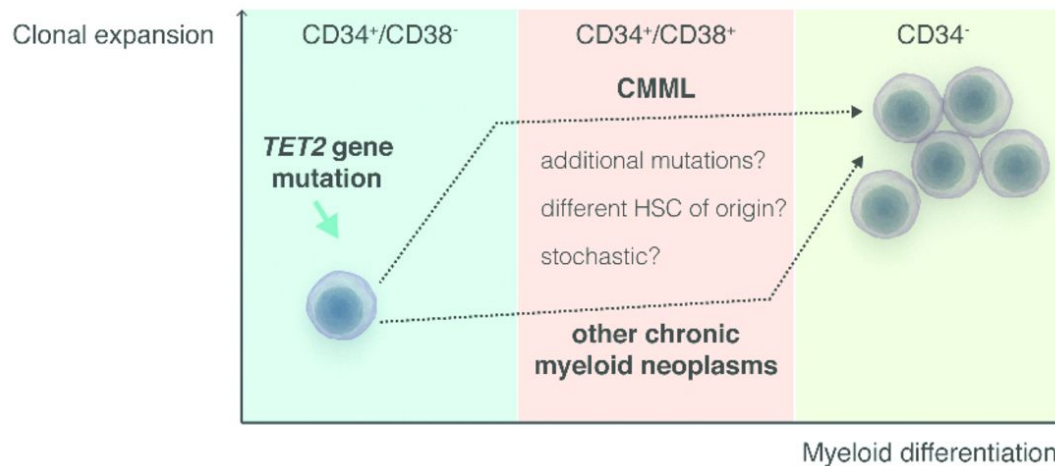 Clonal expansion
CD34⁺/CD38⁻
CD34⁺/CD38⁺
CD34⁻
CMML
TET2 gene
mutation
additional mutations?
different HSC of origin?
stochastic?
other chronic
myeloid neoplasms
Myeloid differentiation